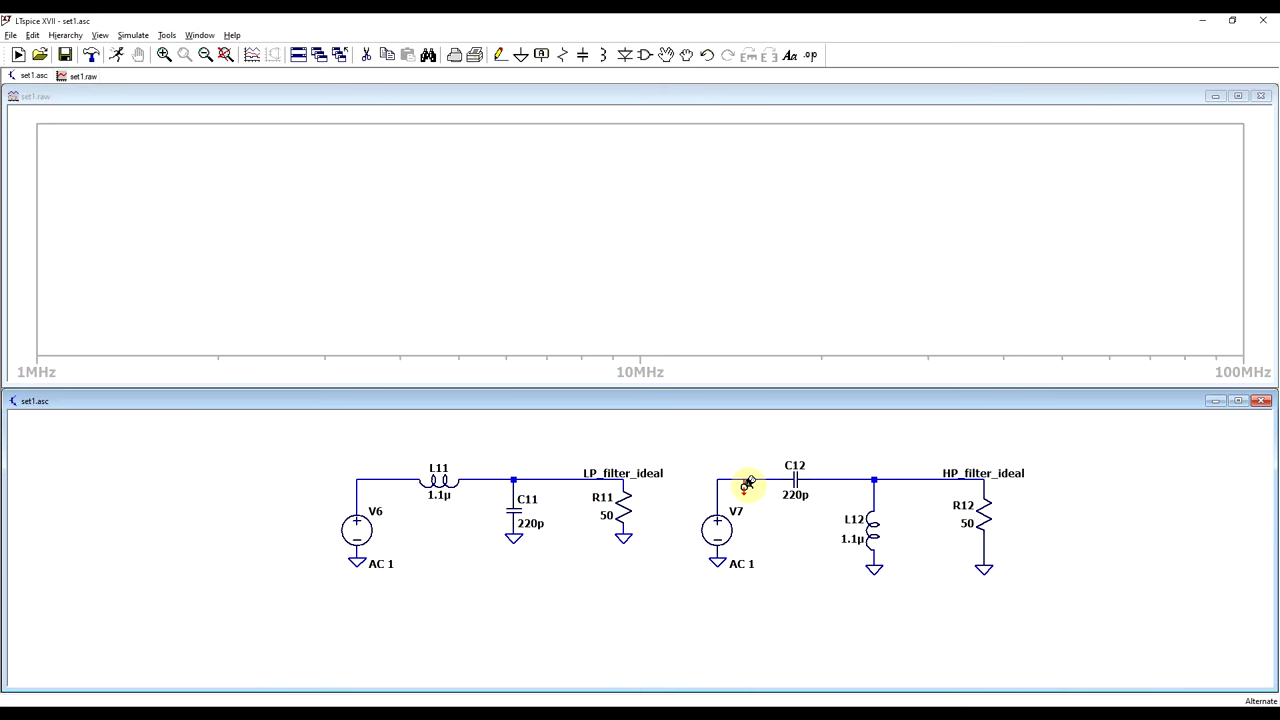 LTspice XVII - set1.asc
File Edit Hierarchy View Simulate Tools Window Help
.op
set1.asc set1.raw
set1.raw
1MHz 10MHz 100MHz
set1.asc
L11
1.1µ
LP_filter_ideal
C11
220p
R11
50
V6
AC 1
C12
220p
HP_filter_ideal
V7
AC 1
L12
1.1µ
R12
50
Alternate